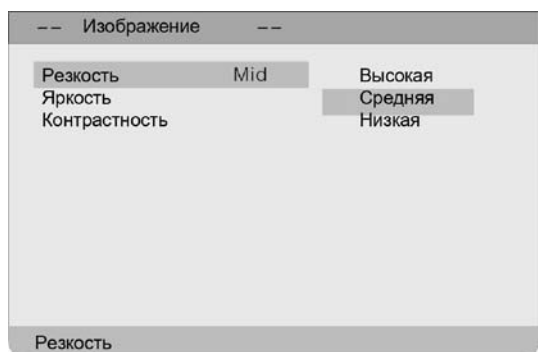 -- Изображение --
Резкость Mid Высокая
Яркость Средняя
Контрастность Низкая
Резкость